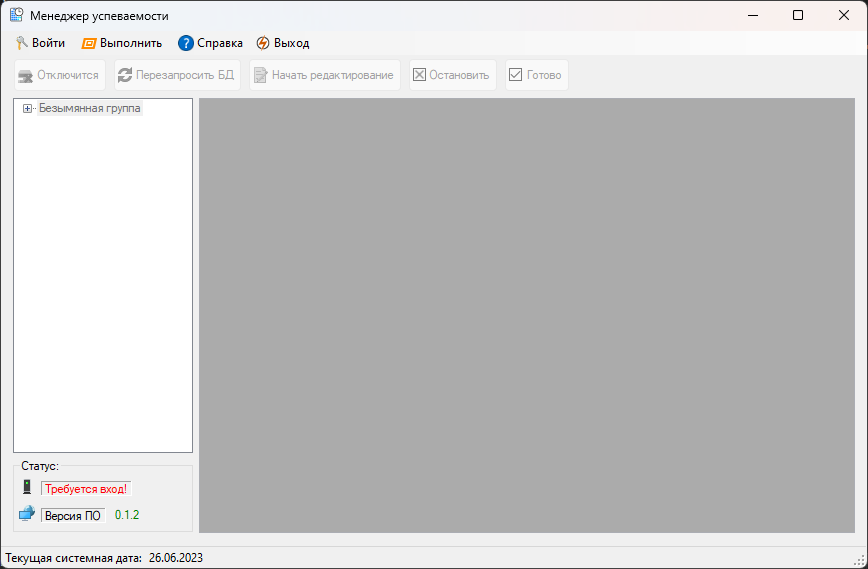 Менеджер успеваемости
Войти Выполнить Справка Выход
Отключится Перезапросить БД Начать редактирование Остановить Готово
Безымянная группа
Статус:
Требуется вход!
Версия ПО 0.1.2
Текущая системная дата: 26.06.2023